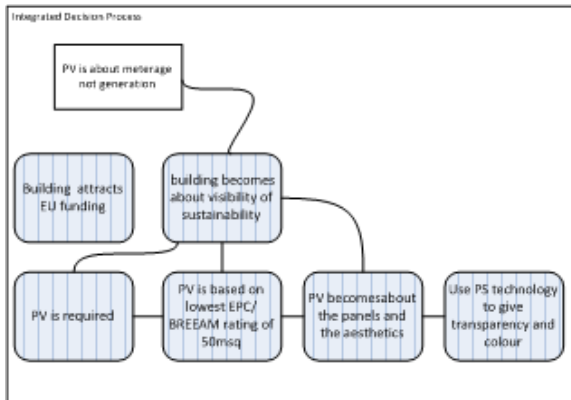 Integrated Decision Process
PV is about meterage
not generation
Building attracts
EU funding
building becomes
about visibility of
sustainability
PV is required
PV is based on
lowest EPC/
BREEAM rating of
50msq
PV becomesabout
the panels and
the aesthetics
Use PS technology
to give
transparency and
colour